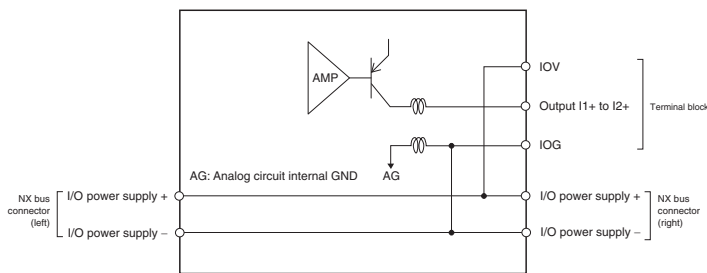 AMP
IOV
Output I1+ to I2+
Terminal block
IOG
AG: Analog circuit internal GND
AG
NX bus
connector
(left)
I/O power supply +
I/O power supply −
I/O power supply +
I/O power supply −
NX bus
connector
(right)